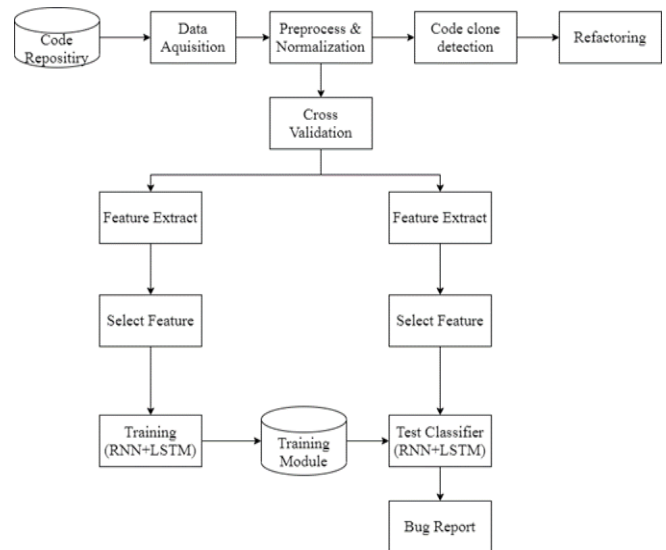 Code
Repositiry
Data
Aquisition
Preprocess &
Normalization
Code clone
detection
Refactoring
Cross
Validation
Feature Extract
Feature Extract
Select Feature
Select Feature
Training
(RNN+LSTM)
Training
Module
Test Classifier
(RNN+LSTM)
Bug Report